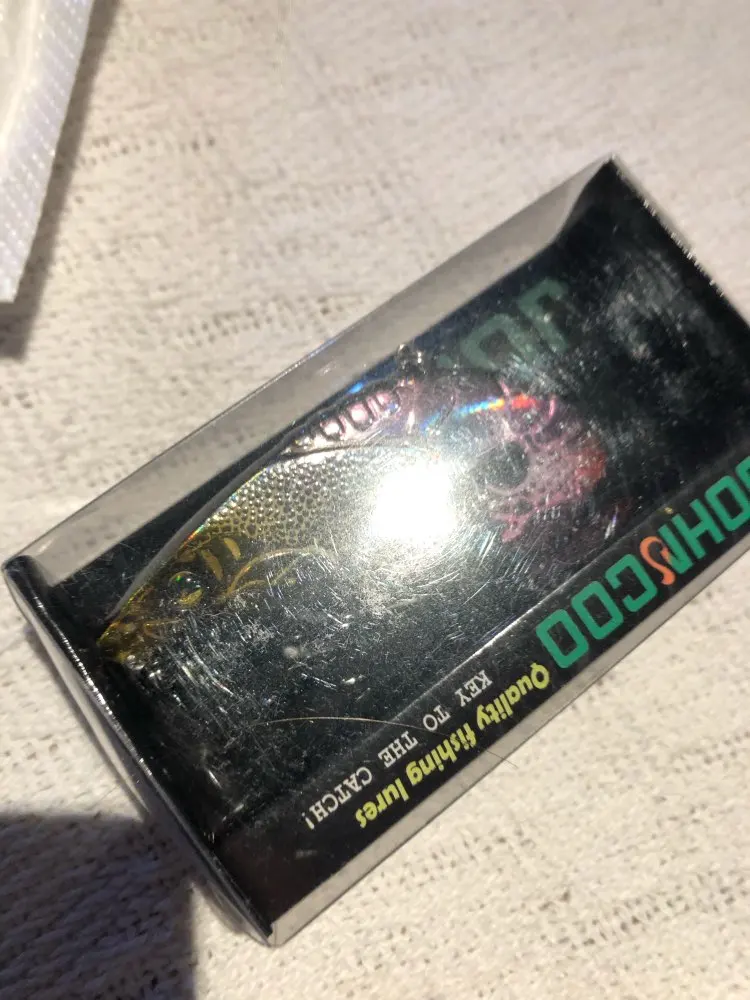 JOHNCOO
Quality fishing lures
KEY TO THE CATCH!